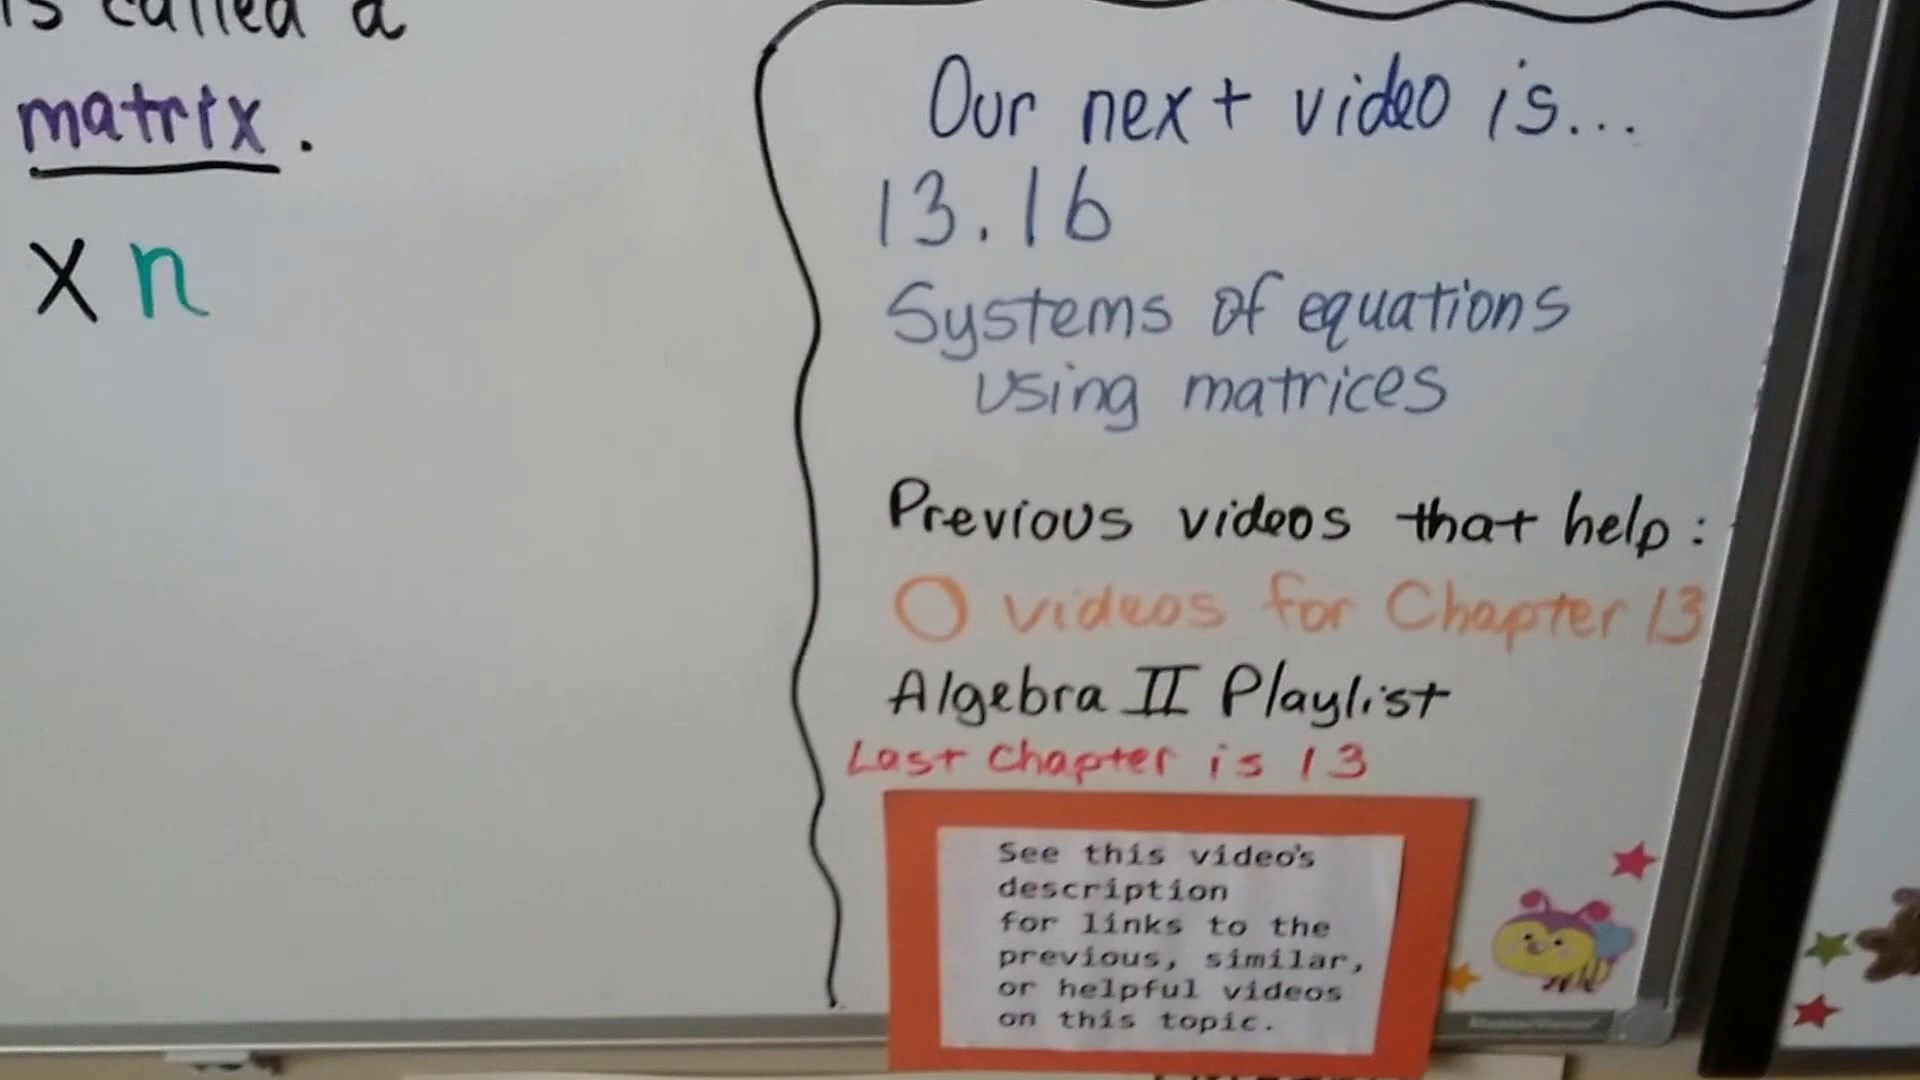 is called a
matrix.
x n
Our next video is...
13.1b
Systems of equations
using matrices
Previous videos that help:
0 videos for Chapter 13
Algebra II Playlist
Last Chapter is 13
See this video's
description
for links to the
previous, similar,
or helpful videos
on this topic.